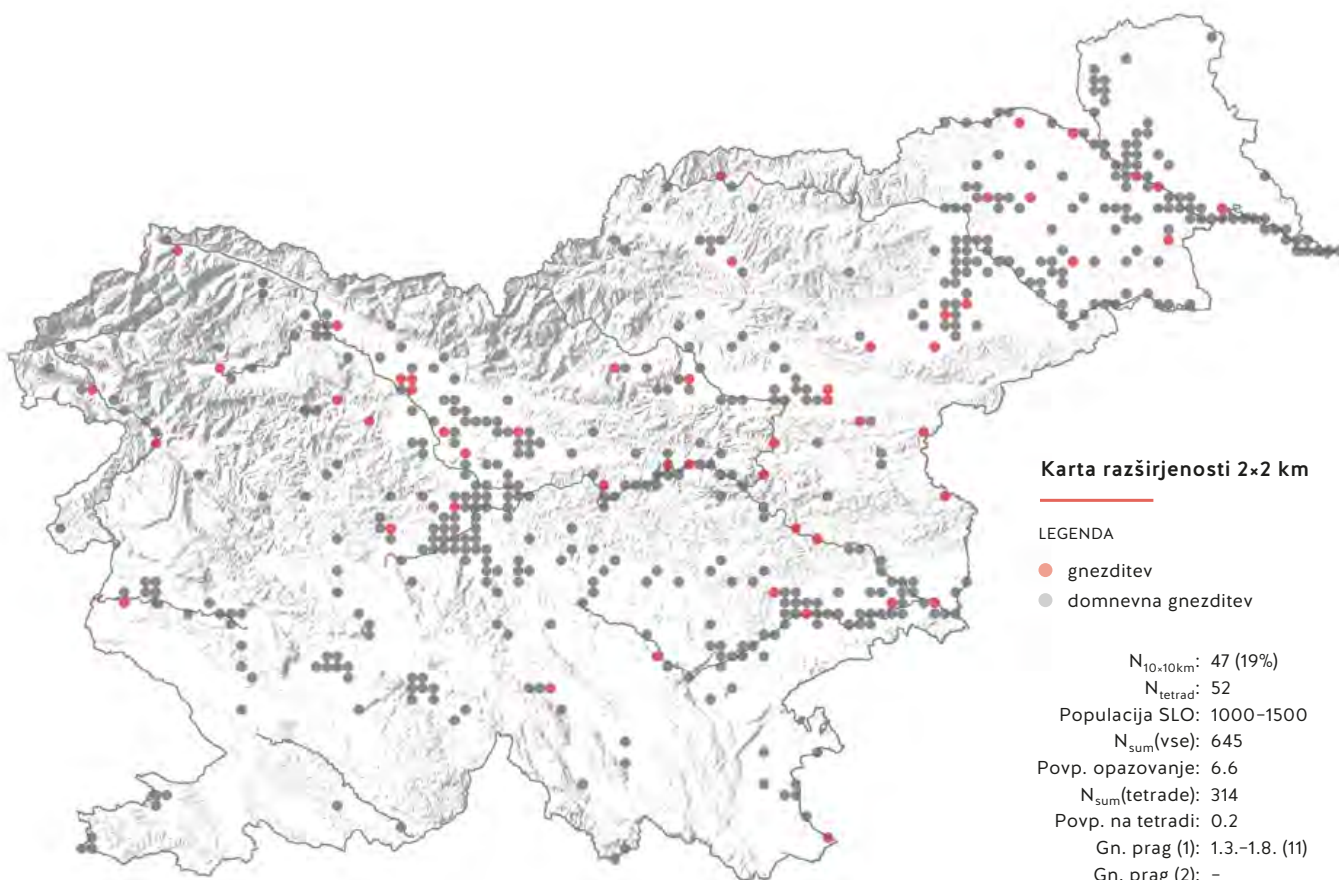 Karta razširjenosti 2×2 km
LEGENDA
gnezditev
domnevna gnezditev
N10×10km: 47 (19%)
Ntetrad: 52
Populacija SLO: 1000–1500
Nsum(vse): 645
Povp. opazovanje: 6.6
Nsum(tetrade): 314
Povp. na tetradi: 0.2
Gn. prag (1): 1.3.–1.8. (11)
Gn. prag (2): –